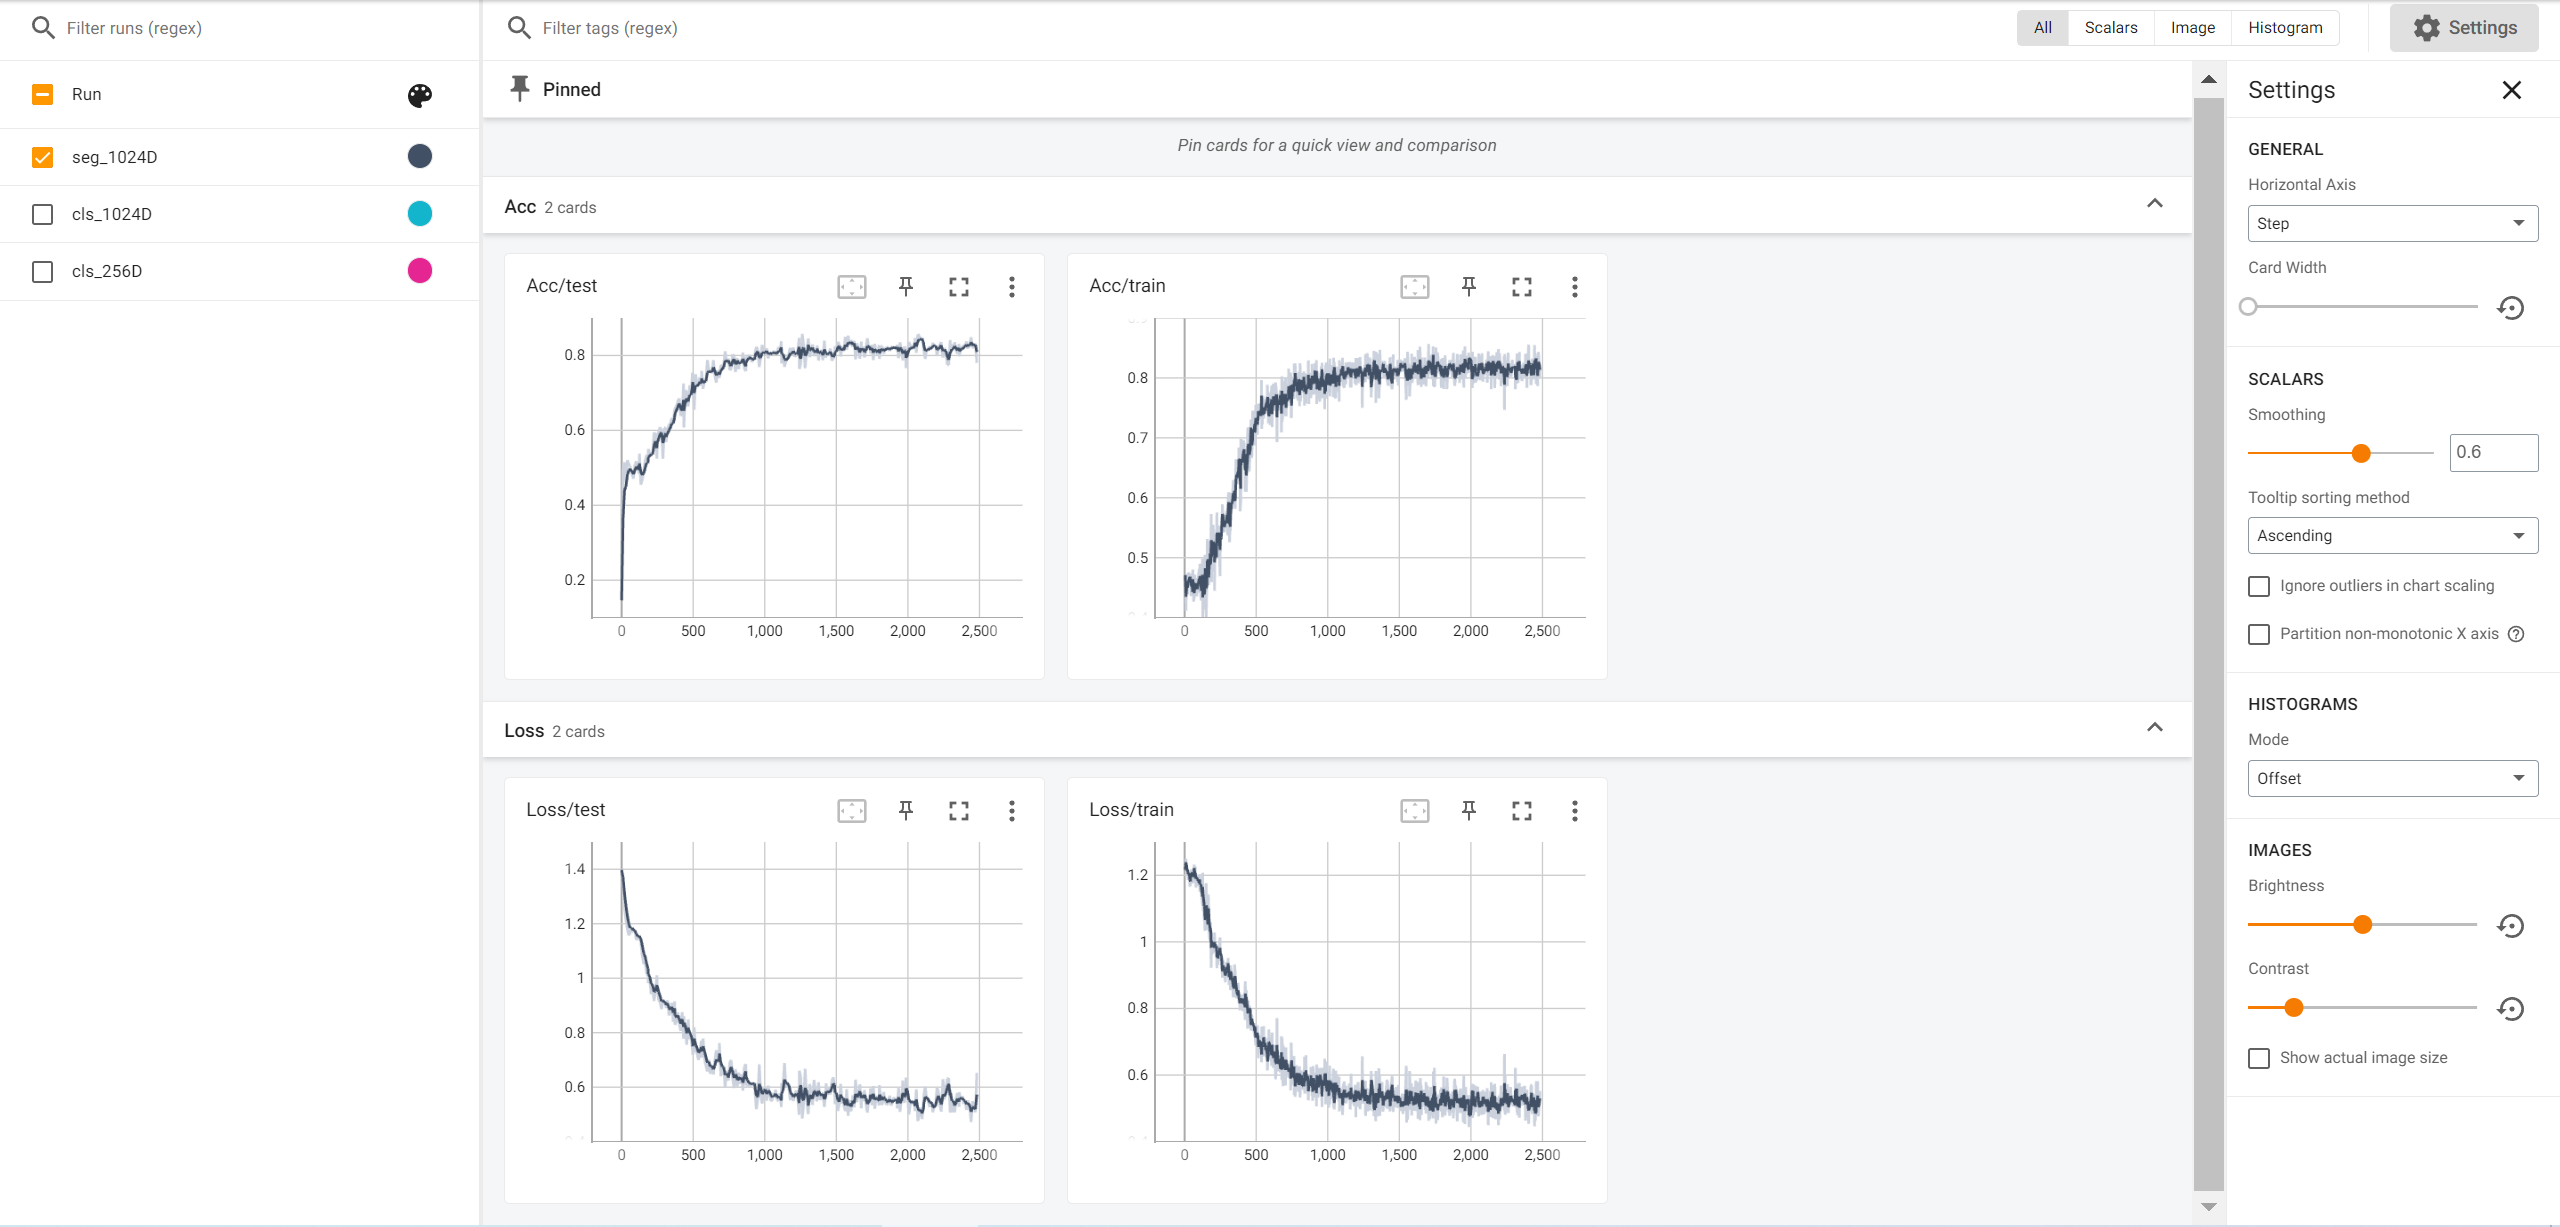 Filter runs (regex)
Run
seg_1024D
cls_1024D
cls_256D
Filter tags (regex)
All Scalars Image Histogram
Settings
Pinned
Pin cards for a quick view and comparison
Acc 2 cards
Acc/test
0.8
0.6
0.4
0.2
0 500 1,000 1,500 2,000 2,500
Acc/train
0.8
0.7
0.6
0.5
0 500 1,000 1,500 2,000 2,500
Loss 2 cards
Loss/test
1.4
1.2
1
0.8
0.6
0 500 1,000 1,500 2,000 2,500
Loss/train
1.2
1
0.8
0.6
0 500 1,000 1,500 2,000 2,500
Settings
GENERAL
Horizontal Axis
Step
Card Width
SCALARS
Smoothing
0.6
Tooltip sorting method
Ascending
Ignore outliers in chart scaling
Partition non-monotonic X axis
HISTOGRAMS
Mode
Offset
IMAGES
Brightness
Contrast
Show actual image size